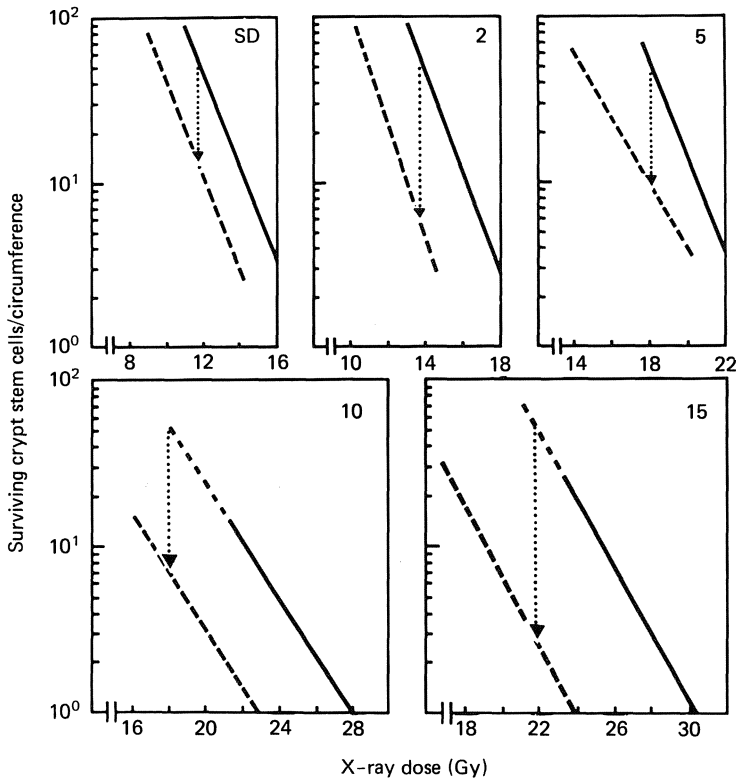 Surviving crypt stem cells/circumference
10²
10¹
10⁰
SD
8 12 16
2
10 14 18
5
14 18 22
10²
10¹
10⁰
10
16 20 24 28
15
18 22 26 30
X-ray dose (Gy)